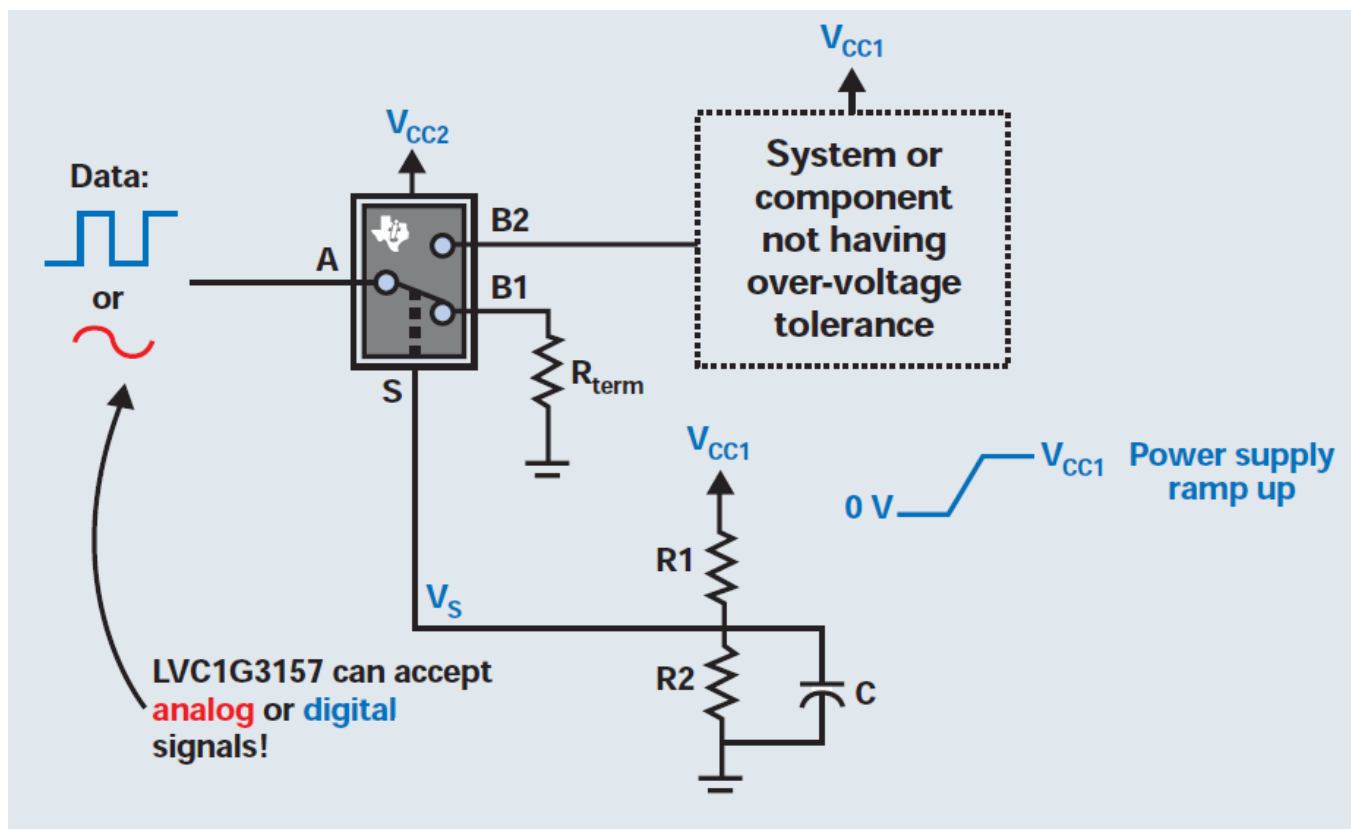 VCC1
VCC2
Data:
or
System or
component
not having
over-voltage
tolerance
A
B2
B1
S
Rterm
VCC1
0 V
VCC1 Power supply
ramp up
R1
VS
R2
C
LVC1G3157 can accept
analog or digital
signals!